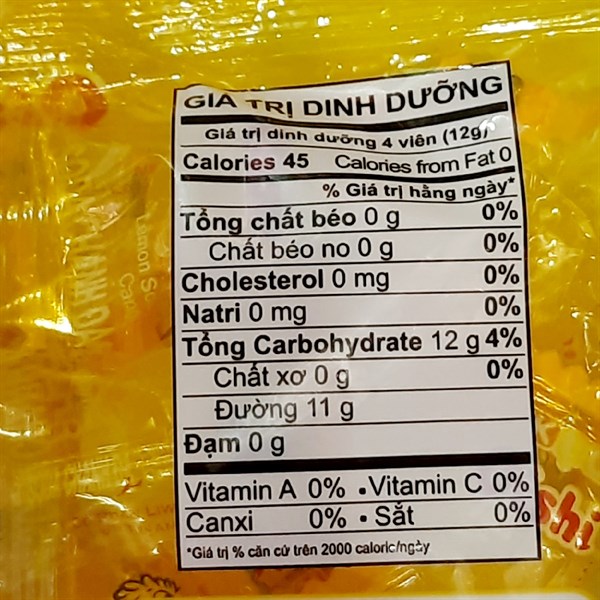 GIÁ TRỊ DINH DƯỠNG
Giá trị dinh dưỡng 4 viên (12g)
Calories 45 Calories from Fat 0
% Giá trị hằng ngày*
Tổng chất béo 0 g 0%
Chất béo no 0 g 0%
Cholesterol 0 mg 0%
Natri 0 mg 0%
Tổng Carbohydrate 12 g 4%
Chất xơ 0 g 0%
Đường 11 g
Đạm 0 g
Vitamin A 0% • Vitamin C 0%
Canxi 0% • Sắt 0%
*Giá trị % căn cứ trên 2000 caloric/ngày